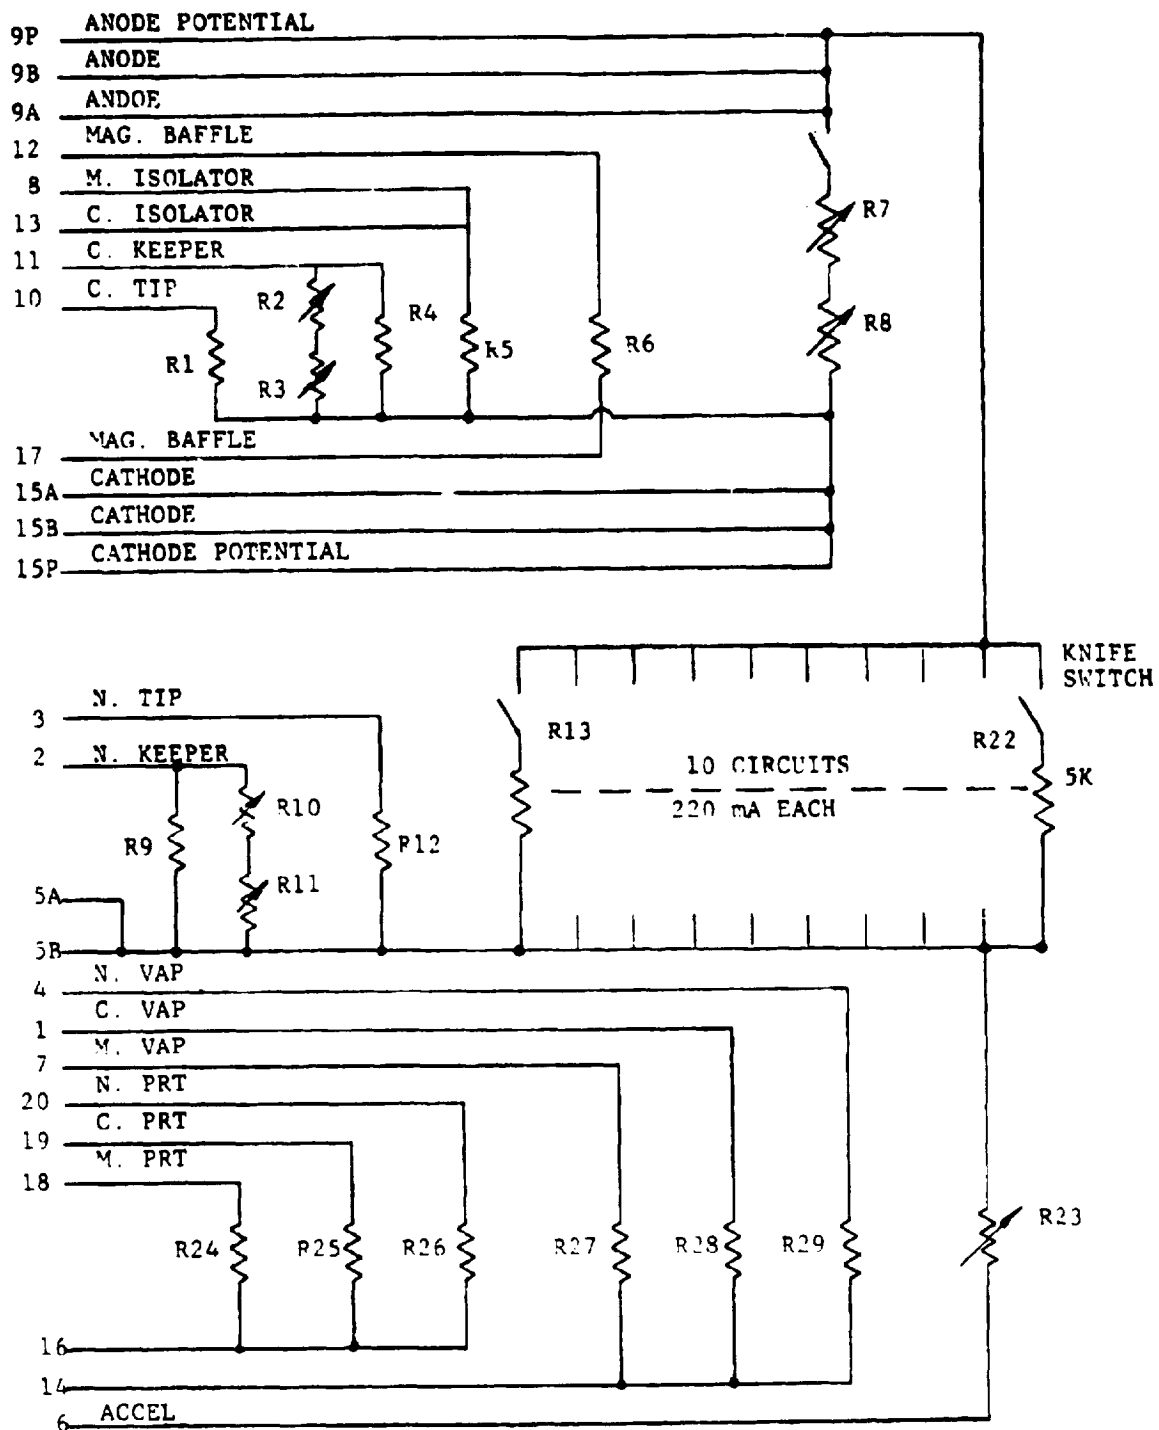 9P ANODE POTENTIAL
9B ANODE
9A ANDOE
12 MAG. BAFFLE
8 M. ISOLATOR
13 C. ISOLATOR
11 C. KEEPER
10 C. TIP
R1
R2
R3
R4
R5
R6
R7
R8
17 MAG. BAFFLE
15A CATHODE
15B CATHODE
15P CATHODE POTENTIAL
KNIFE
SWITCH
3 N. TIP
2 N. KEEPER
R9
R10
R11
R12
R13
10 CIRCUITS
220 mA EACH
R22
5K
5A
5B
4 N. VAP
1 C. VAP
7 M. VAP
20 N. PRT
19 C. PRT
18 M. PRT
R24
R25
R26
R27
R28
R29
R23
16
14
6 ACCEL